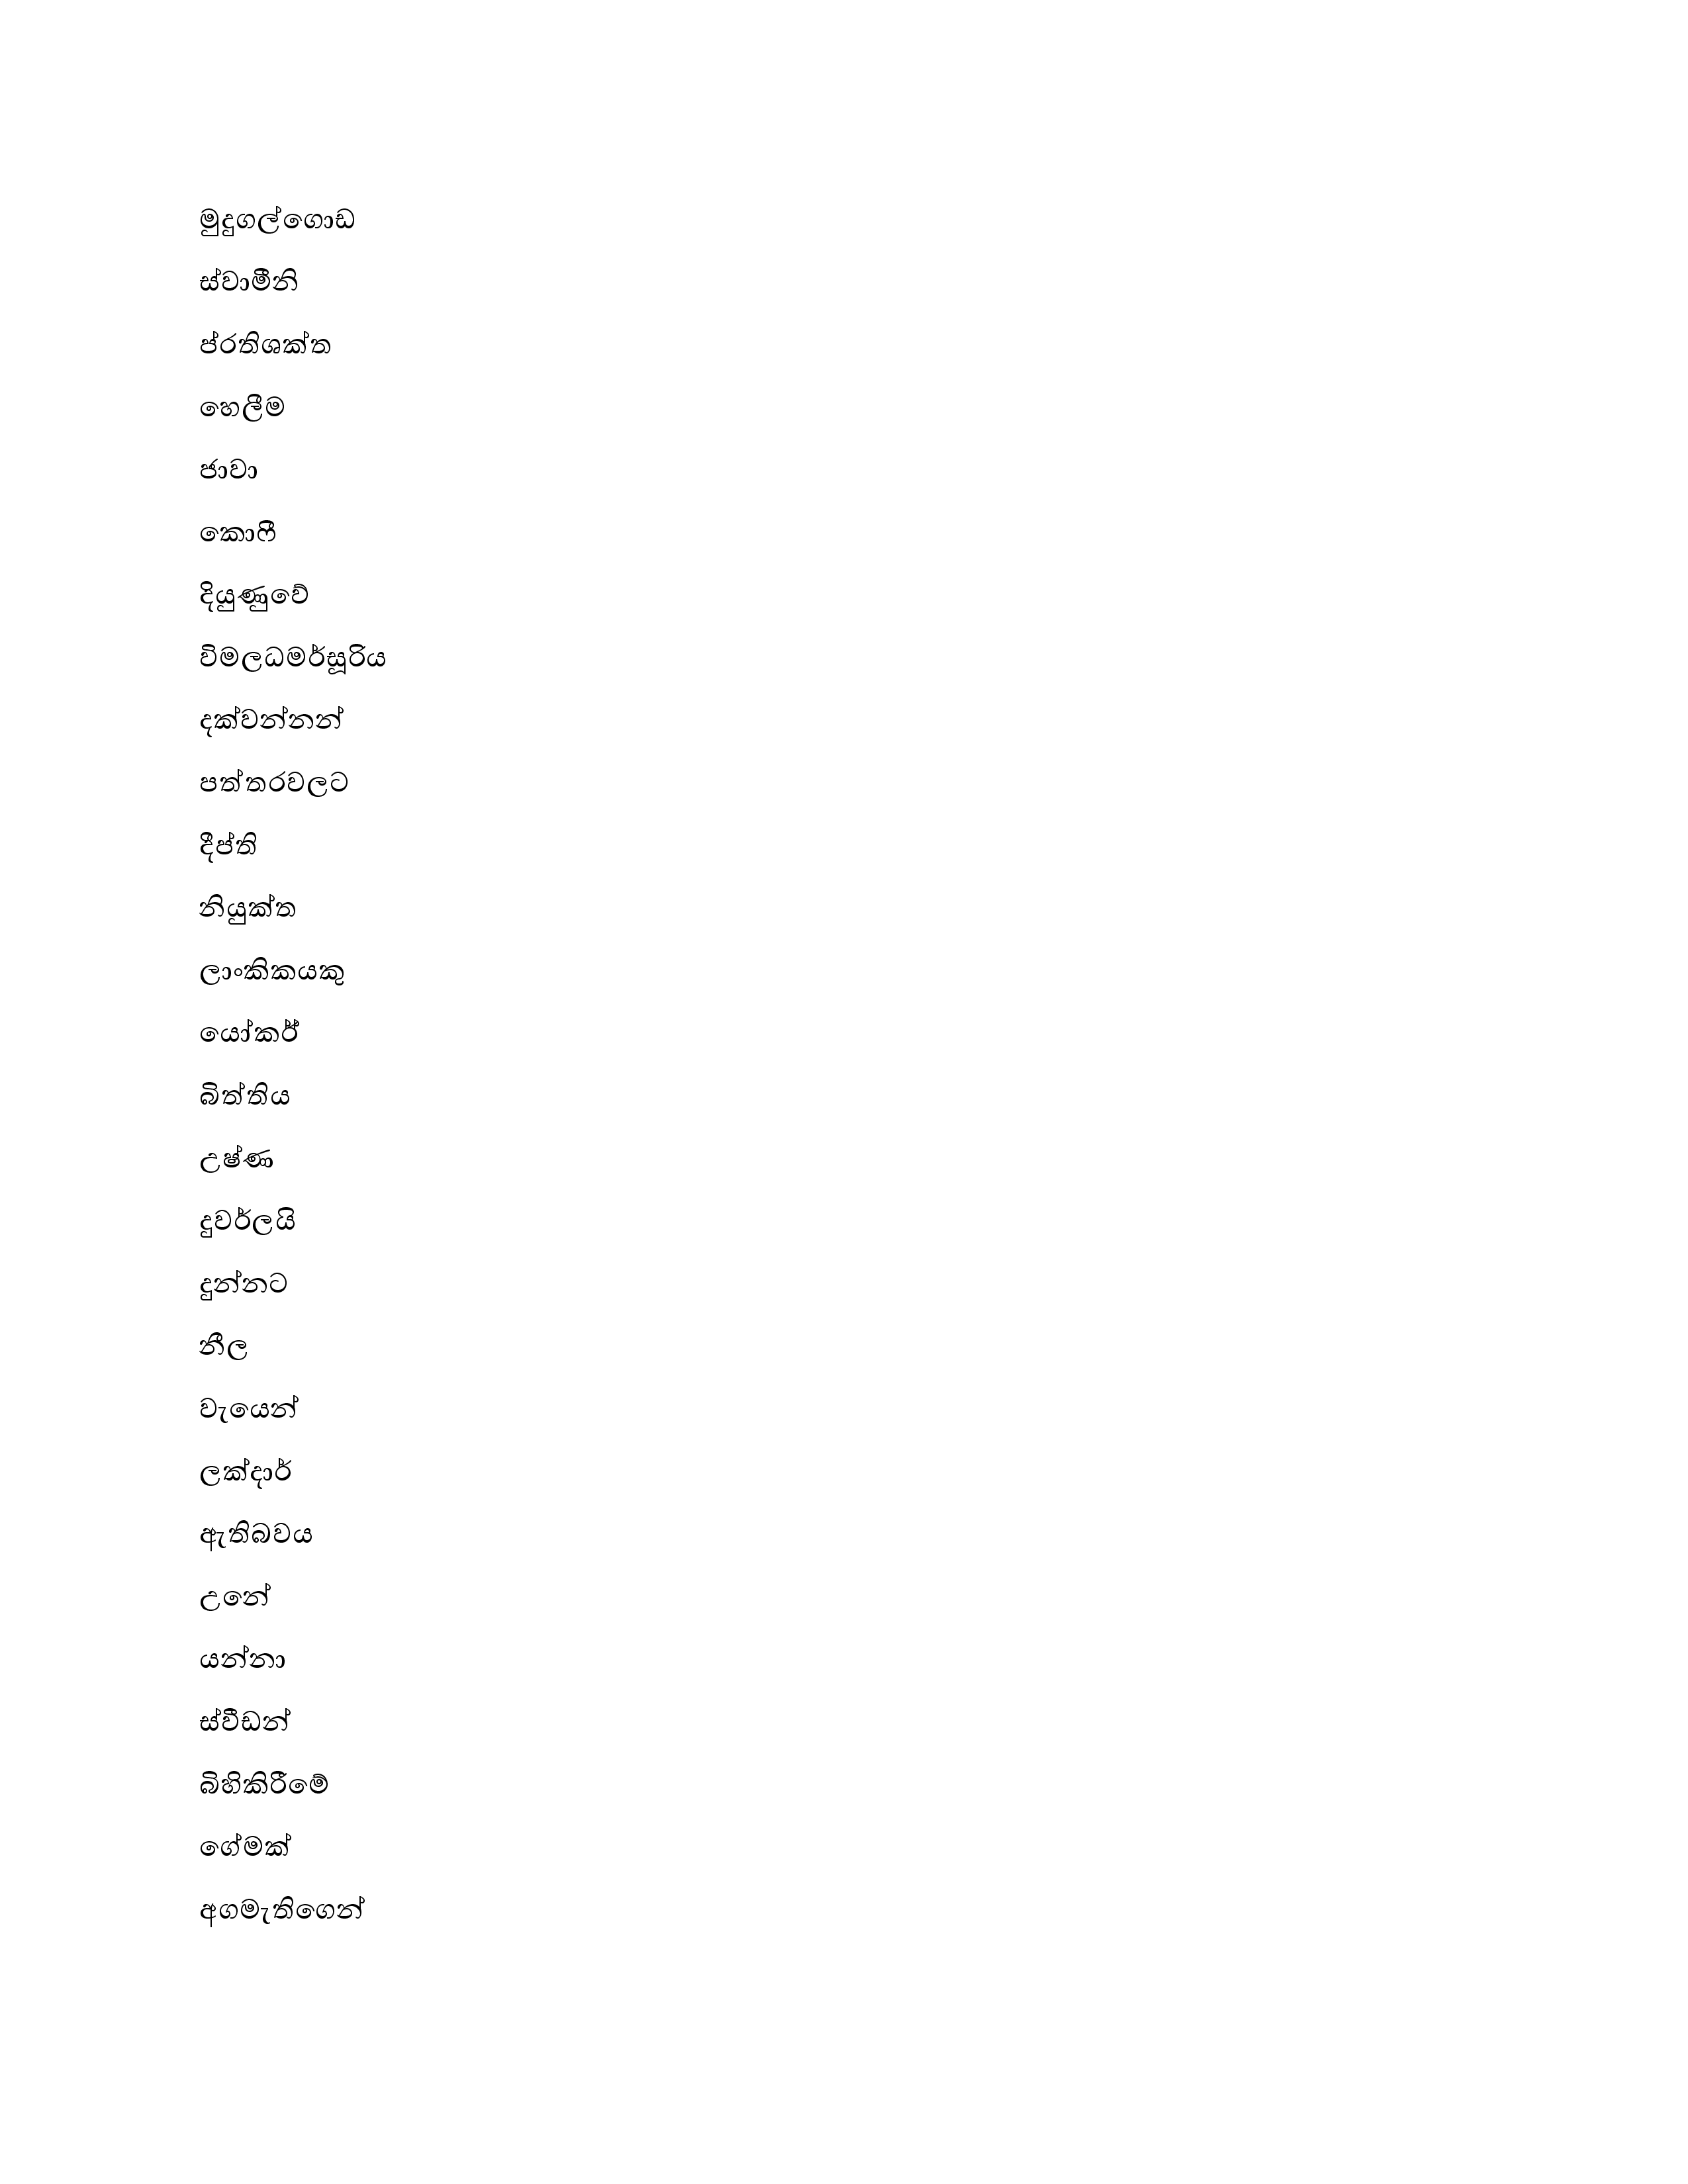 මුදුගල්ගොඩ
ස්වාමීනි
ප්රතිශක්ත
හෙලීම
ජාවා
කොෆී
දියුණුවේ
විමලධමර්සූරිය
දක්වන්නන්
පත්තරවලට
දීප්ති
නියුක්ත
ලාංකිකයකු
යෝකර්
බිත්තිය
උෂ්ණ
දුවර්ලයි
දුන්නට
නීල
වැයෙන්
ලක්දාර්
ඇතිබවය
උනේ
යන්නා
ස්වීඩන්
බිහිකිරීමේ
ගේමක්
අගමැතිගෙන්